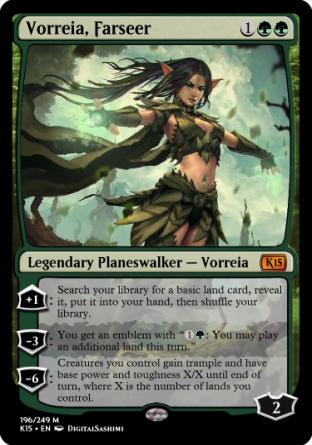 Vorreia, Farseer 1
Legendary Planeswalker — Vorreia K15
+1: Search your library for a basic land card, reveal
it, put it into your hand, then shuffle your
library.
-3: You get an emblem with "1 : You may play
an additional land this turn."
-6: Creatures you control gain trample and have
base power and toughness X/X until end of
turn, where X is the number of lands you
control.
2
196/249 M
K15 • EN DigitalSashimi